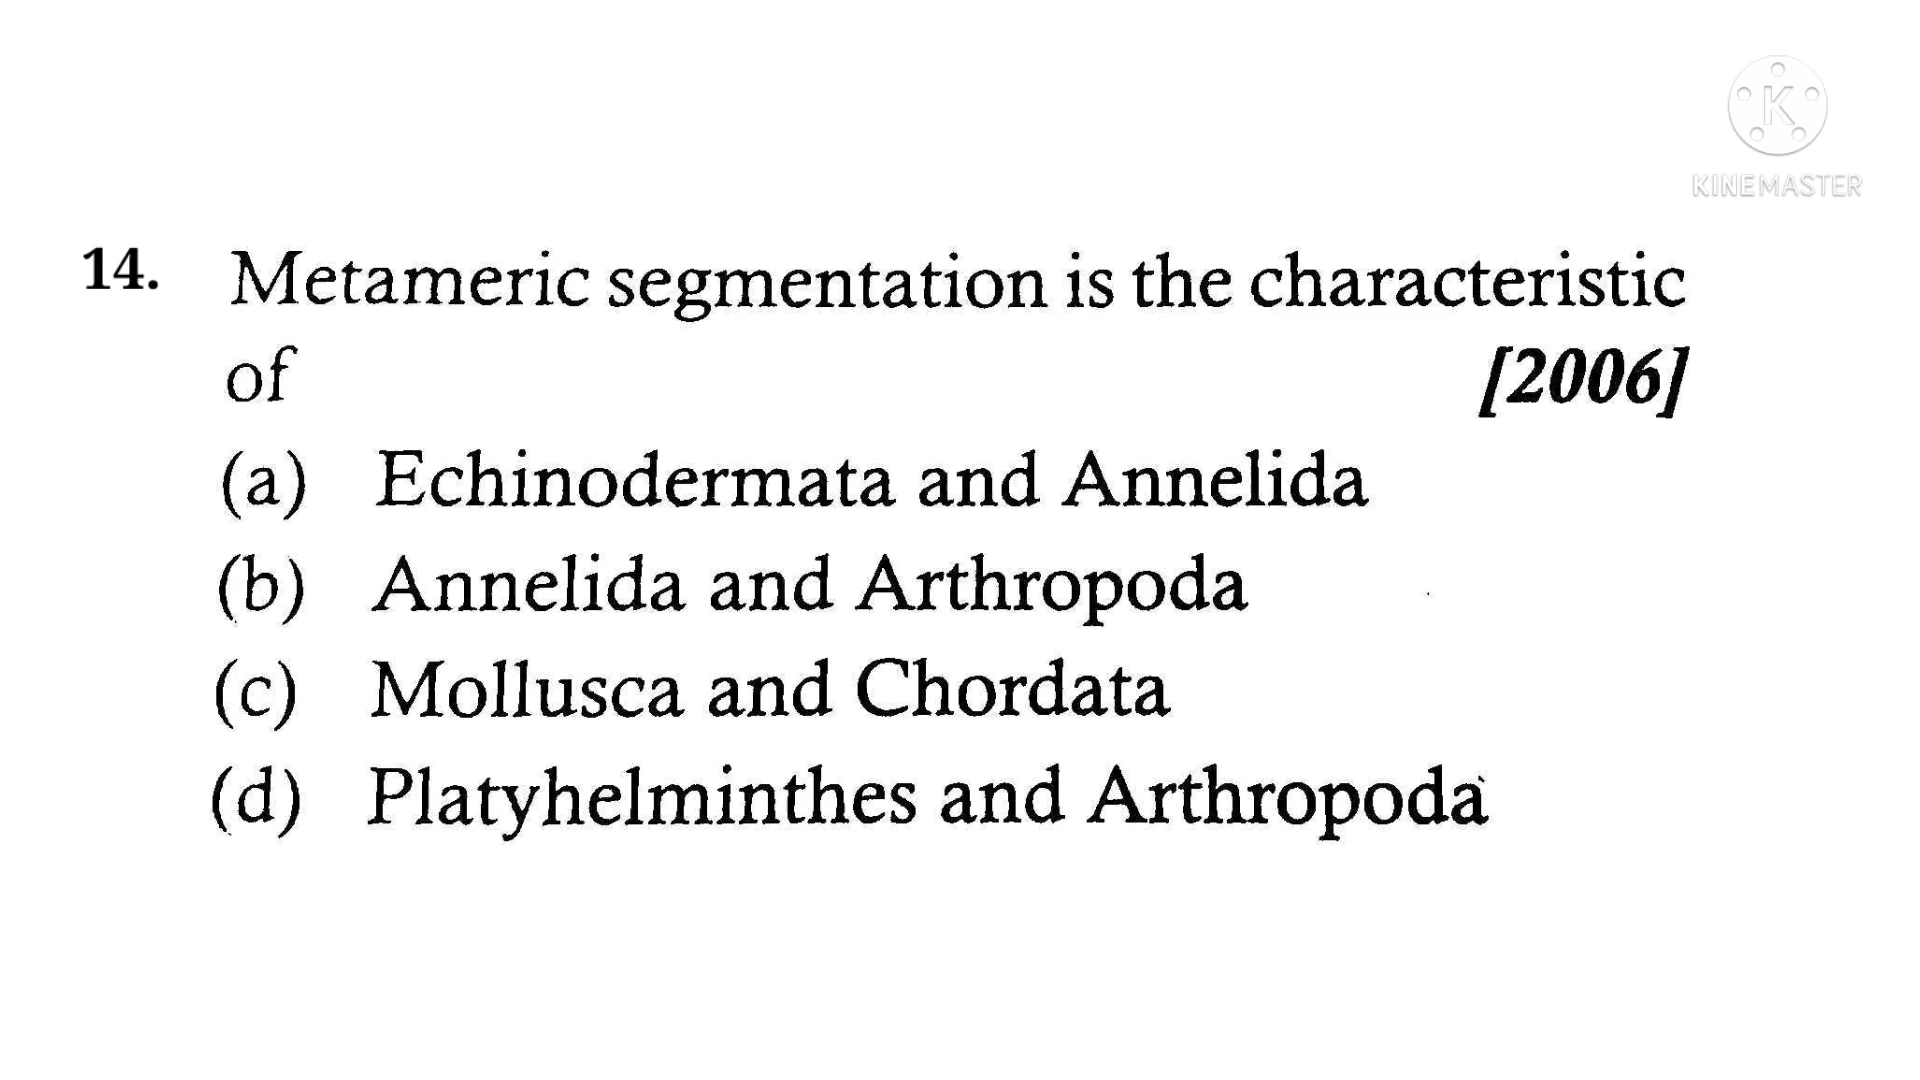 KINEMASTER
14. Metameric segmentation is the characteristic
of [2006]
(a) Echinodermata and Annelida
(b) Annelida and Arthropoda
(c) Mollusca and Chordata
(d) Platyhelminthes and Arthropoda